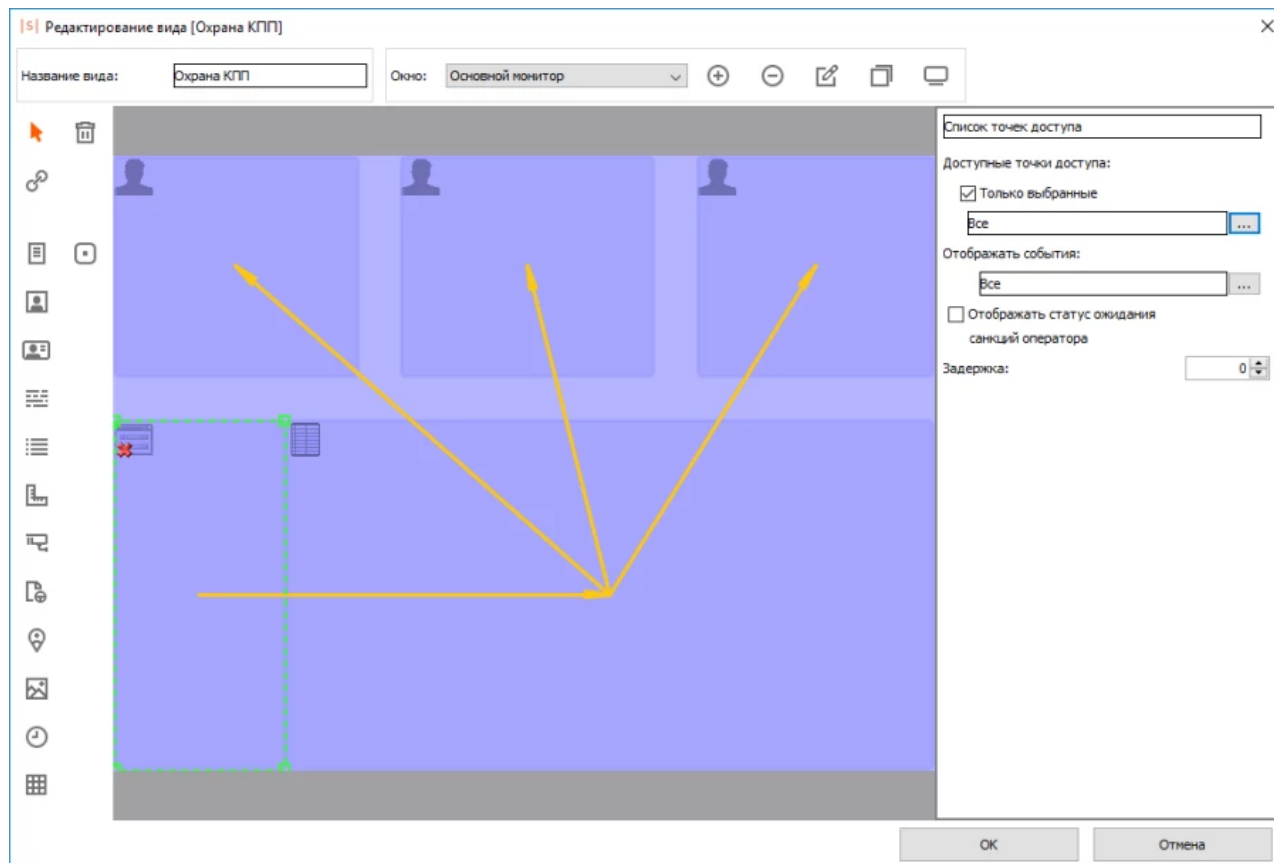 |S| Редактирование вида [Охрана КПП]
Название вида: Охрана КПП Окно: Основной монитор
Список точек доступа
Доступные точки доступа:
Только выбранные
Все ...
Отображать события:
Все ...
Отображать статус ожидания
санкций оператора
Задержка: 0
ОК Отмена